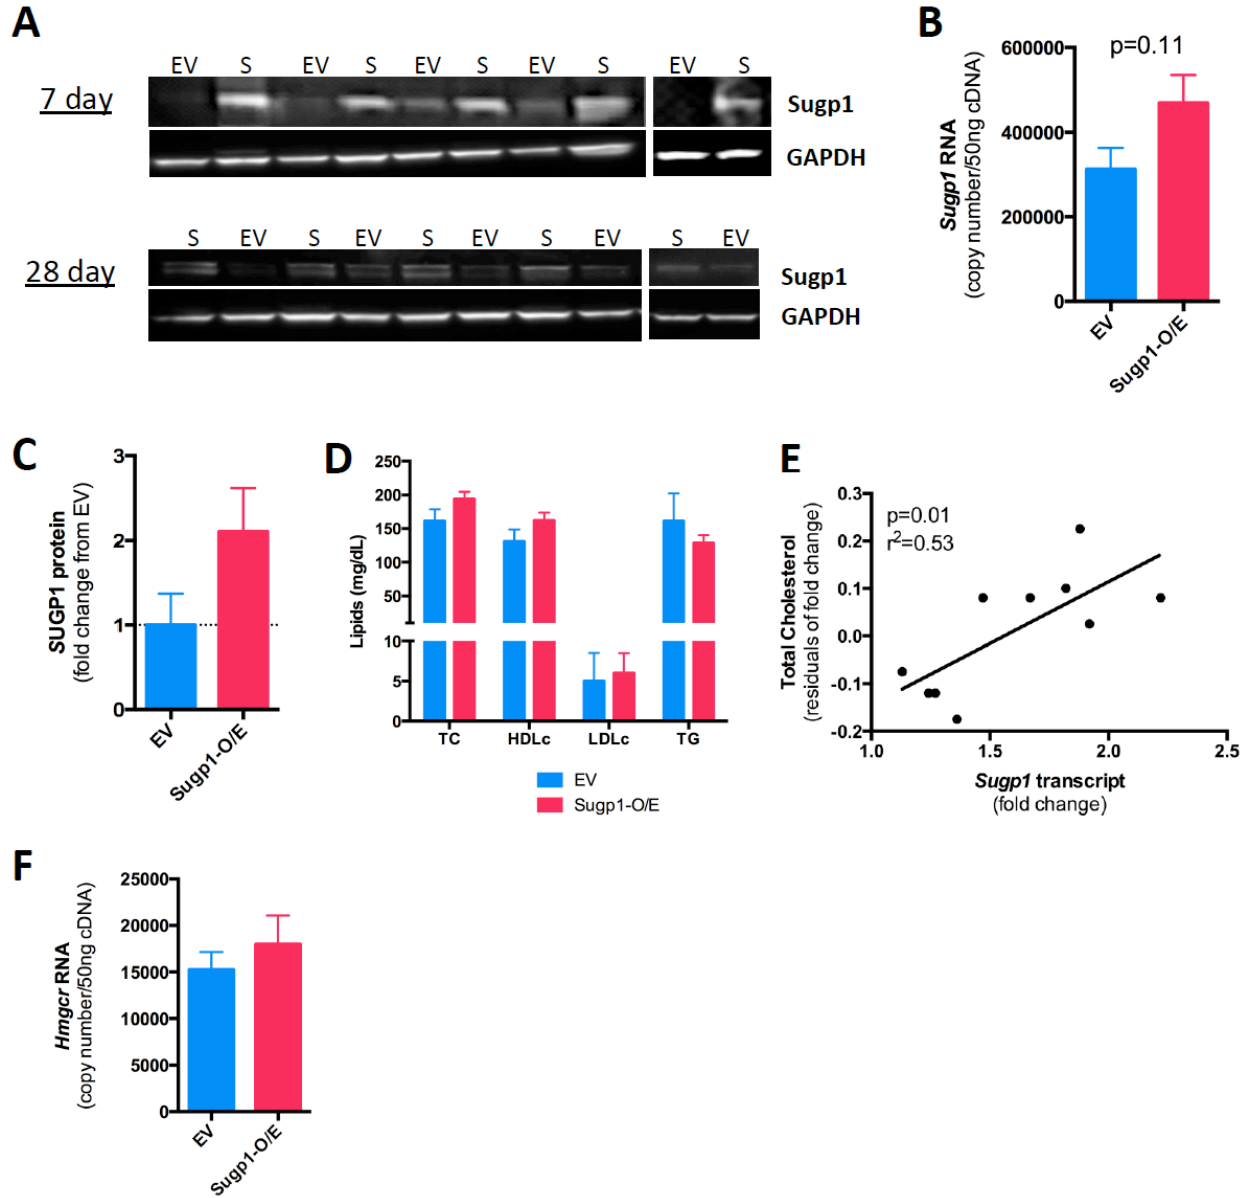 A
EV S EV S EV S EV S EV S
7 day
Sugp1
GAPDH
S EV S EV S EV S EV S EV
28 day
Sugp1
GAPDH
B
p=0.11
600000
400000
200000
0
Sugp1 RNA
(copy number/50ng cDNA)
EV
Sugp1-O/E
C
3
2
1
0
SUGP1 protein
(fold change from EV)
EV
Sugp1-O/E
D
250
200
150
100
50
10
5
0
Lipids (mg/dL)
TC HDLc LDLc TG
EV
Sugp1-O/E
E
p=0.01
r2=0.53
0.3
0.2
0.1
0.0
-0.1
-0.2
Total Cholesterol
(residuals of fold change)
1.0 1.5 2.0 2.5
Sugp1 transcript
(fold change)
F
25000
20000
15000
10000
5000
0
Hmgcr RNA
(copy number/50ng cDNA)
EV
Sugp1-O/E